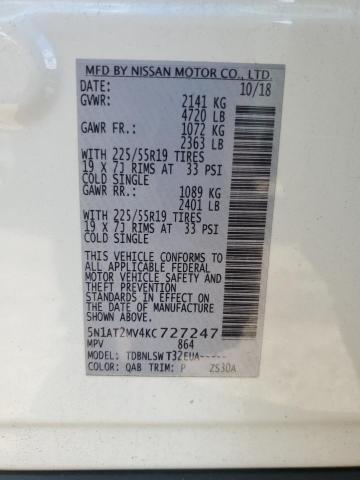 MFD BY NISSAN MOTOR CO., LTD.
DATE: 10/18
GVWR: 2141 KG
4720 LB
GAWR FR.: 1072 KG
2363 LB
WITH 225/55R19 TIRES
19 X 7J RIMS AT 33 PSI
COLD SINGLE
GAWR RR.: 1089 KG
2401 LB
WITH 225/55R19 TIRES
19 X 7J RIMS AT 33 PSI
COLD SINGLE
THIS VEHICLE CONFORMS TO
ALL APPLICABLE FEDERAL
MOTOR VEHICLE SAFETY AND
THEFT PREVENTION
STANDARDS IN EFFECT ON
THE DATE OF MANUFACTURE
SHOWN ABOVE.
5N1AT2MV4KC727247
MPV 864
MODEL: TDBNLSW T32EUA-----
COLOR: QAB TRIM: P ZS30A